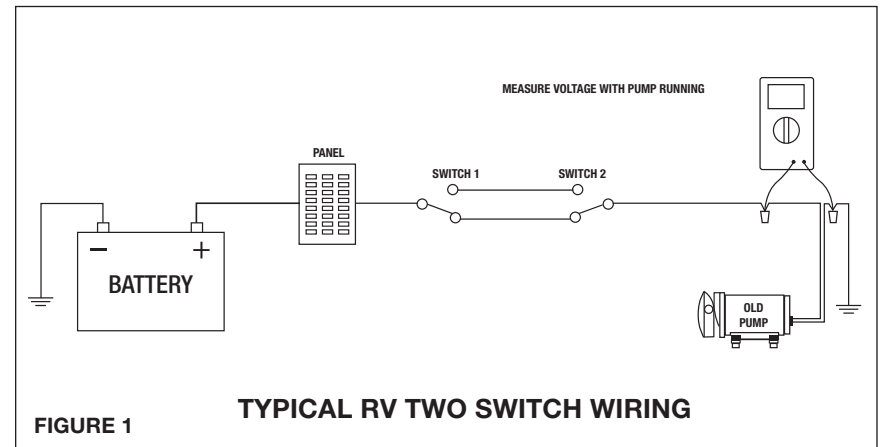 MEASURE VOLTAGE WITH PUMP RUNNING
PANEL
SWITCH 1
SWITCH 2
− +
BATTERY
OLD
PUMP
FIGURE 1
TYPICAL RV TWO SWITCH WIRING